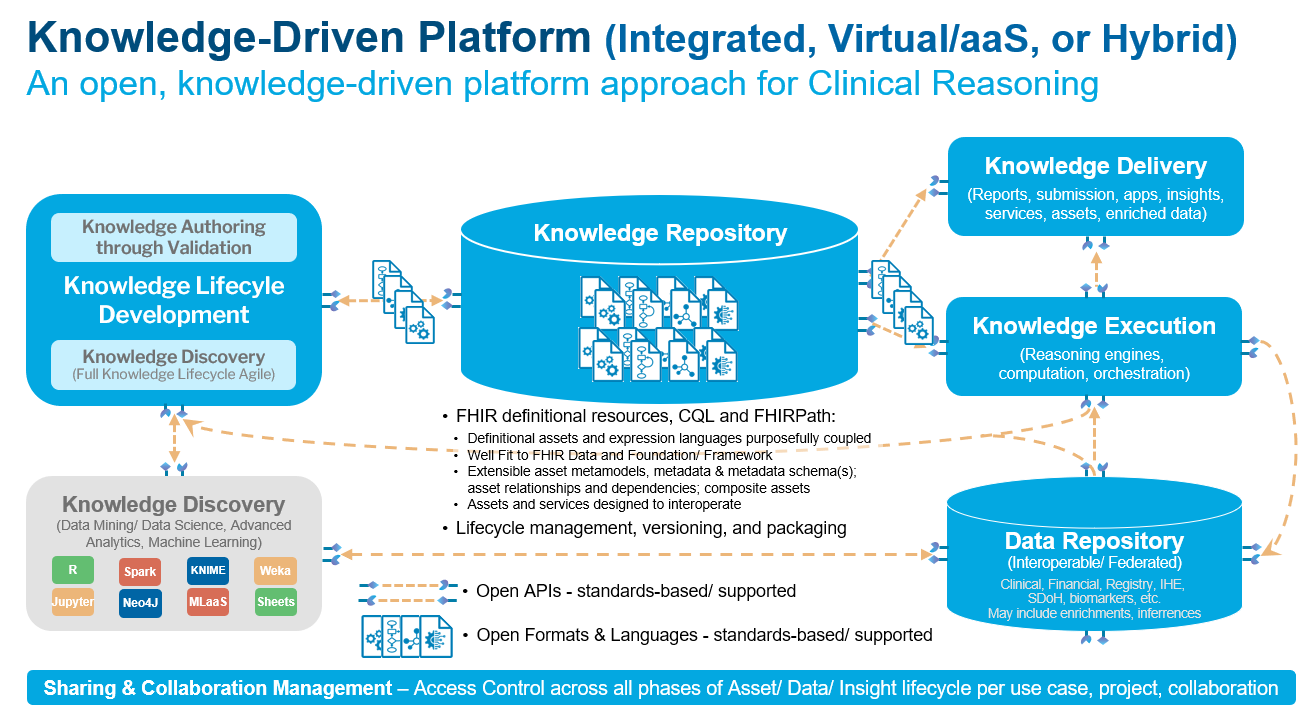 Knowledge-Driven Platform (Integrated, Virtual/aaS, or Hybrid)
An open, knowledge-driven platform approach for Clinical Reasoning
Knowledge Authoring
through Validation
Knowledge Lifecyle
Development
Knowledge Discovery
(Full Knowledge Lifecycle Agile)
Knowledge Repository
Knowledge Delivery
(Reports, submission, apps, insights,
services, assets, enriched data)
Knowledge Execution
(Reasoning engines,
computation, orchestration)
• FHIR definitional resources, CQL and FHIRPath:
• Definitional assets and expression languages purposefully coupled
• Well Fit to FHIR Data and Foundation/ Framework
• Extensible asset metamodels, metadata & metadata schema(s);
asset relationships and dependencies; composite assets
• Assets and services designed to interoperate
• Lifecycle management, versioning, and packaging
Knowledge Discovery
(Data Mining/ Data Science, Advanced
Analytics, Machine Learning)
R
Spark
KNIME
Weka
Jupyter
Neo4J
MLaaS
Sheets
Data Repository
(Interoperable/ Federated)
Clinical, Financial, Registry, IHE,
SDoH, biomarkers, etc.
May include enrichments, inferrences
• Open APIs - standards-based/ supported
• Open Formats & Languages - standards-based/ supported
Sharing & Collaboration Management – Access Control across all phases of Asset/ Data/ Insight lifecycle per use case, project, collaboration